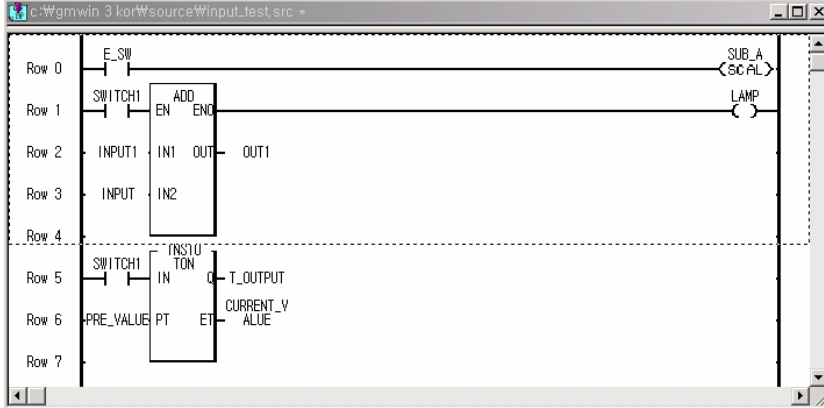 c:₩gmwin 3 kor₩source₩input_test,src *
E_SW SUB_A
Row 0 SCAL
SWITCH1 ADD LAMP
Row 1 EN ENO
Row 2 INPUT1 IN1 OUT OUT1
Row 3 INPUT IN2
Row 4
SWITCH1 TON
Row 5 IN Q T_OUTPUT
CURRENT_V
Row 6 PRE_VALUE PT ET ALUE
Row 7